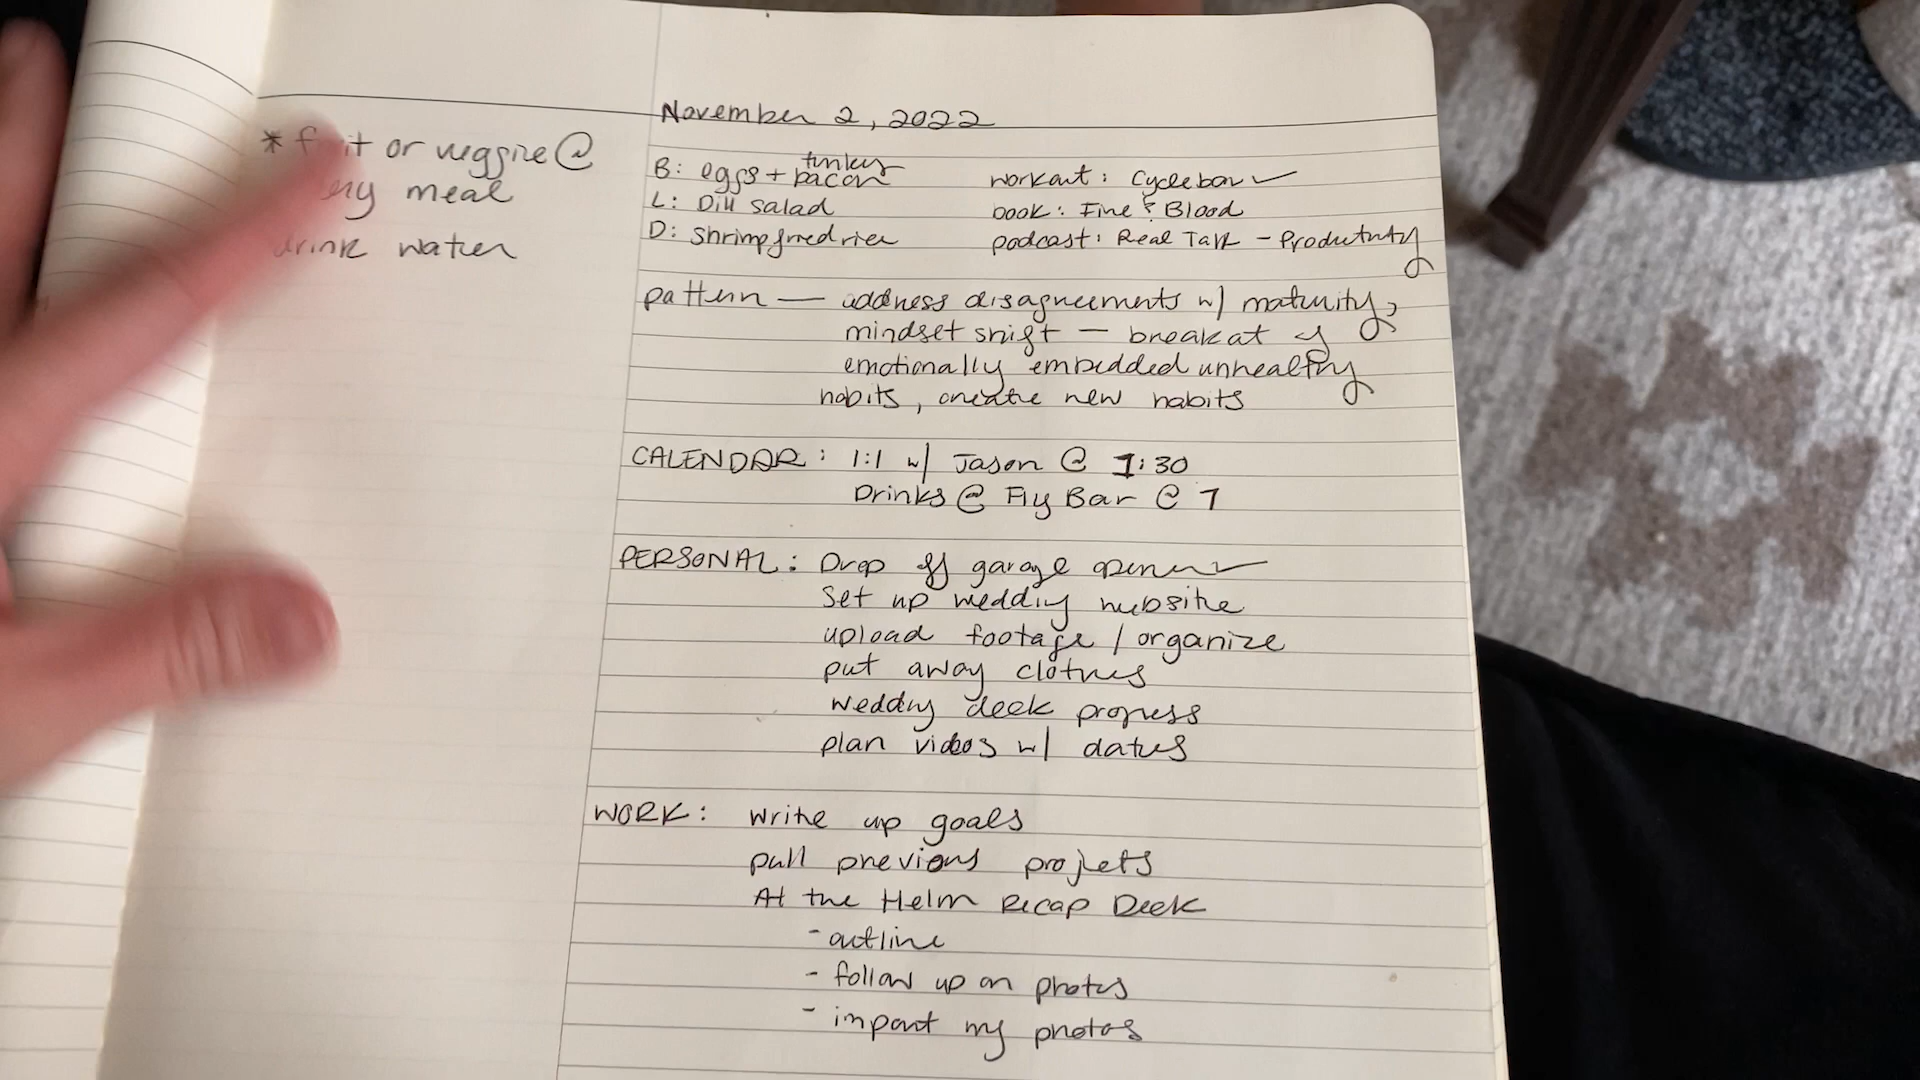 November 2, 2022
* or veggie @
meal
drink water
B: eggs + turkey bacon
L: Dill salad
D: Shrimp fried rice
workout: Cyclebar ✓
book: Fire & Blood
podcast: Real Talk - Productivity
pattern — address disagreements w/ maturity,
mindset shift — break out of
emotionally embedded unhealthy
habits, create new habits
CALENDAR: 1:1 w/ Jason @ 1:30
Drinks @ Fly Bar @ 7
PERSONAL: Drop off garage opener ✓
Set up wedding website
upload footage / organize
put away clothes
wedding deck progress
plan videos w/ dates
WORK: write up goals
pull previous projects
At the Helm Recap Deck
- outline
- follow up on photos
- import my photos